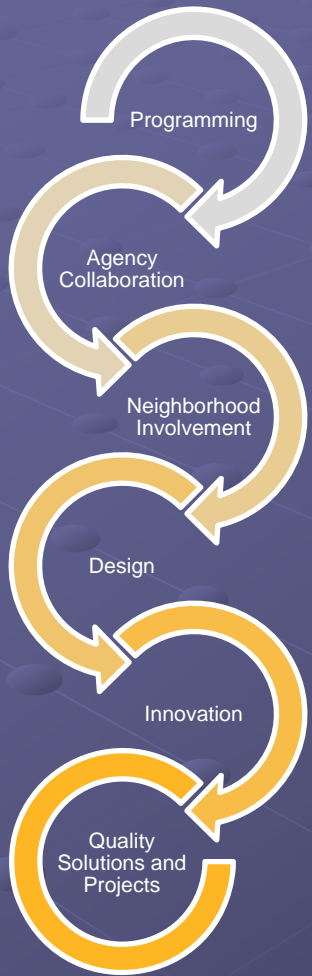 Programming
Agency
Collaboration
Neighborhood
Involvement
Design
Innovation
Quality
Solutions and
Projects